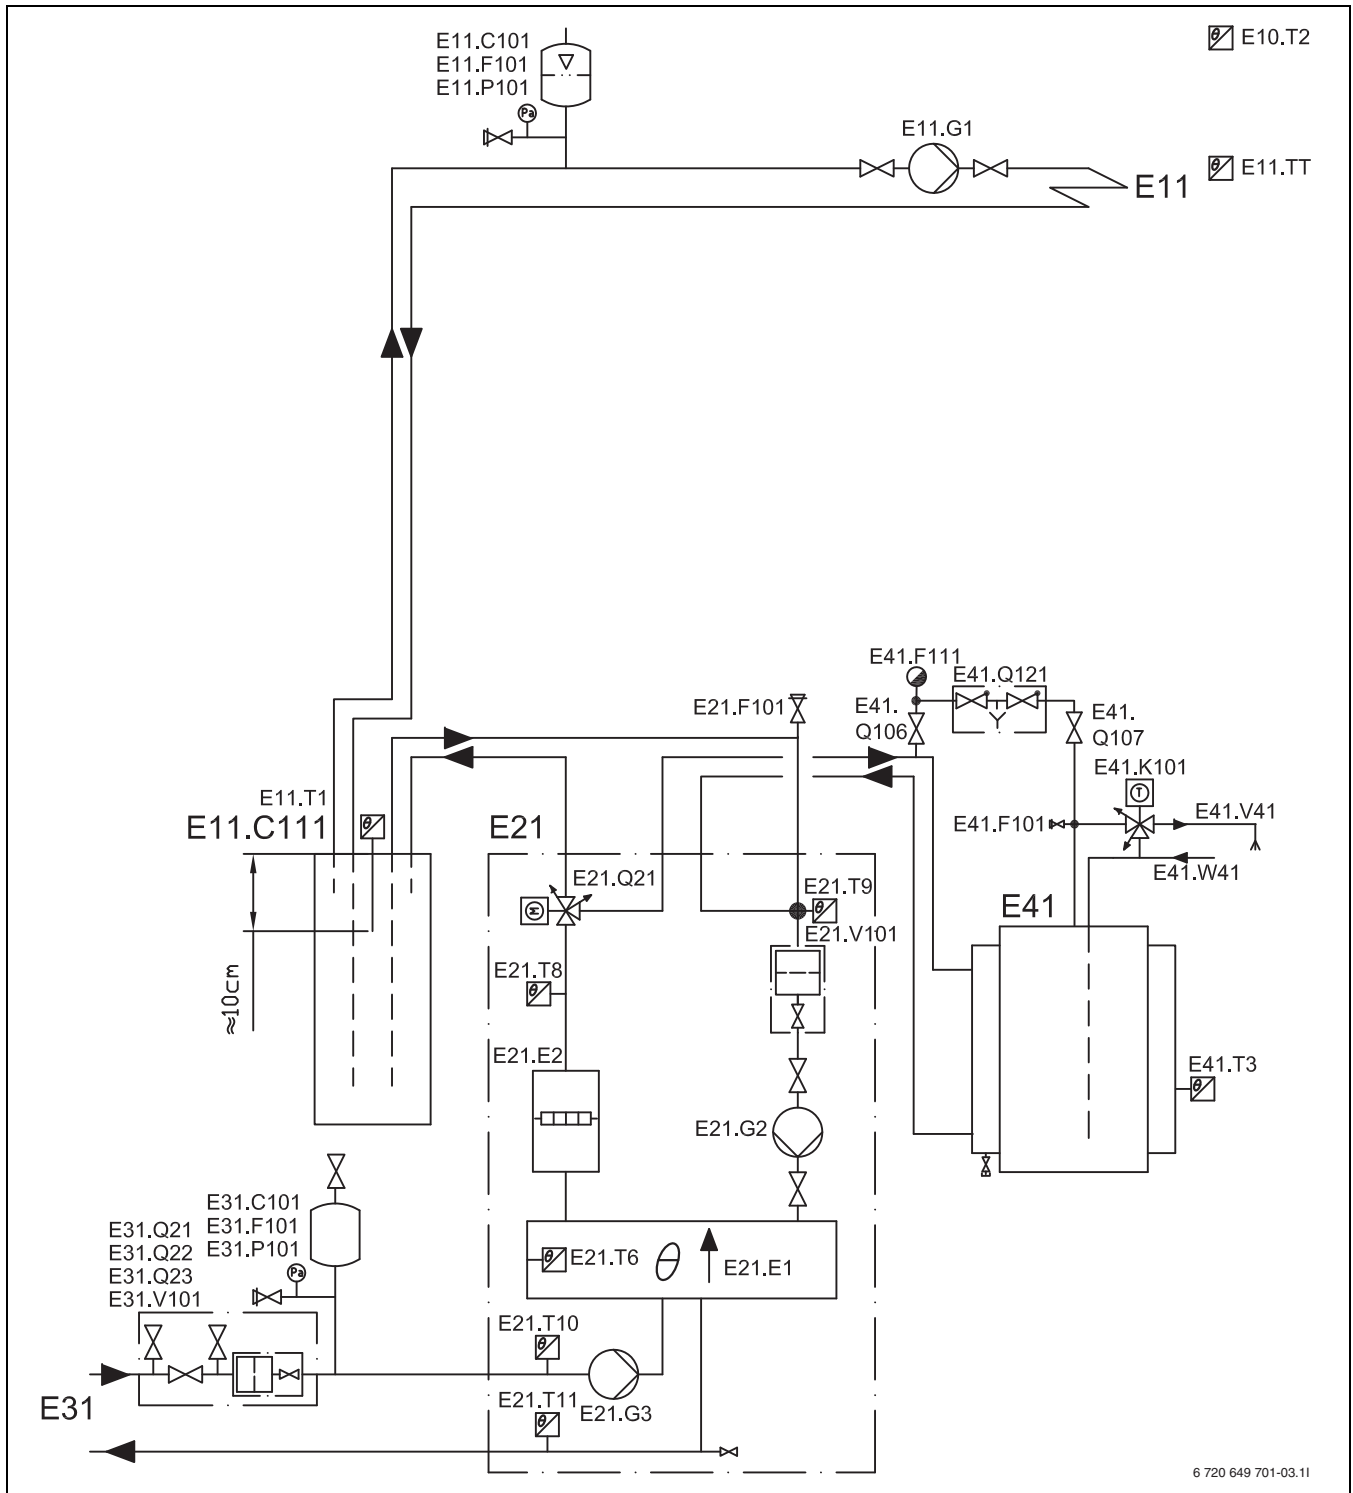 E11.C101
E11.F101
E11.P101
Pa
E10.T2
θ
E11.G1
E11
E11.TT
θ
E41.F111
E41.Q121
E21.F101
E41.
Q106
E41.
Q107
E11.T1
θ
E11.C111
E21
E41.K101
T
E41.V41
E41.F101
E41.W41
E21.Q21
M
E21.T9
θ
E21.V101
E41
≈10cm
E21.T8
θ
E21.E2
E41.T3
θ
E21.G2
E31.C101
E31.F101
E31.P101
Pa
E31.Q21
E31.Q22
E31.Q23
E31.V101
θ
E21.T6
E21.E1
E21.T10
θ
E31
E21.T11
θ
E21.G3
6 720 649 701-03.1I